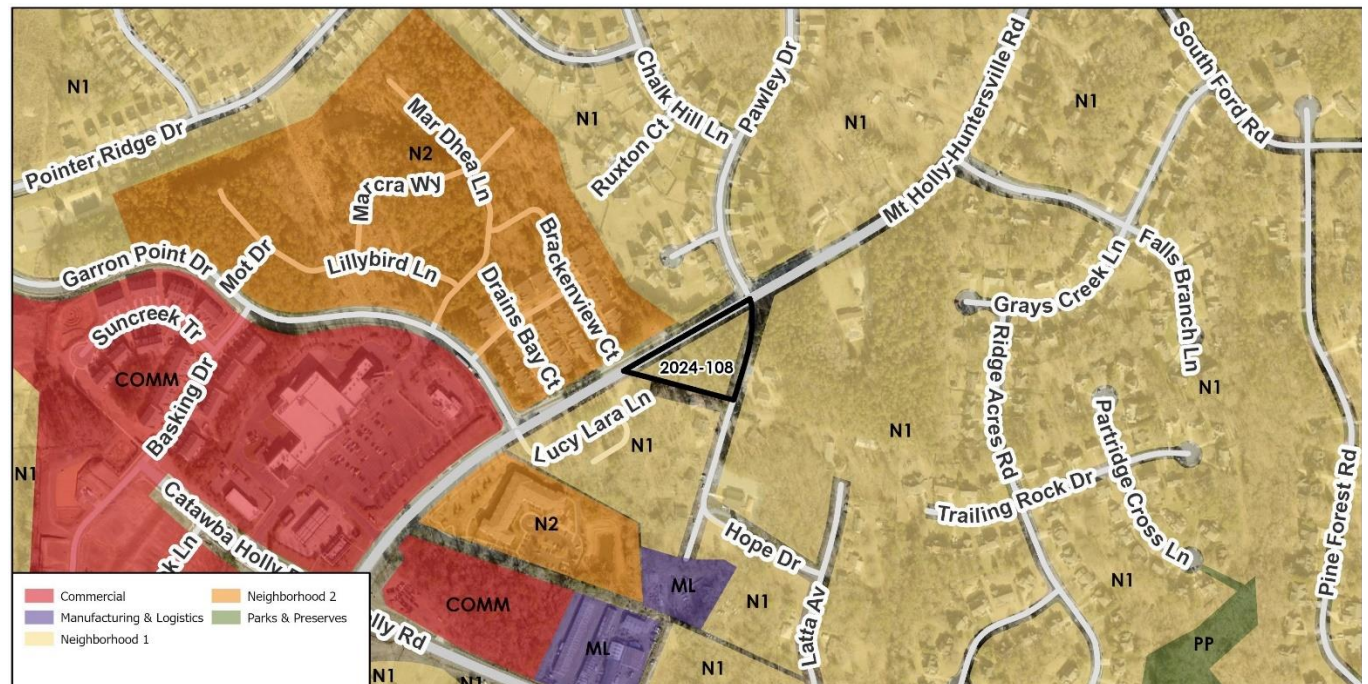 N1
Pointer Ridge Dr
Chalk Hill Ln
Pawley Dr
Ruxton Ct
N1
N1
Mt Holly-Huntersville Rd
N1
South Ford Rd
Mar Dhea Ln
N2
Marcra Wy
Brackenview Ct
Lillybird Ln
Drains Bay Ct
Mot Dr
Garron Point Dr
Suncreek Tr
COMM
Basking Dr
N1
Catawba Holly
Ln
2024-108
Lucy Lara Ln
N1
Grays Creek Ln
Falls Branch Ln
N1
Ridge Acres Rd
N1
Partridge Cross Ln
Trailing Rock Dr
Pine Forest Rd
N2
Hope Dr
Latta Av
ML
N1
COMM
ML
N1
N1
PP
Rd
N1
N1
Commercial
Manufacturing & Logistics
Neighborhood 1
Neighborhood 2
Parks & Preserves